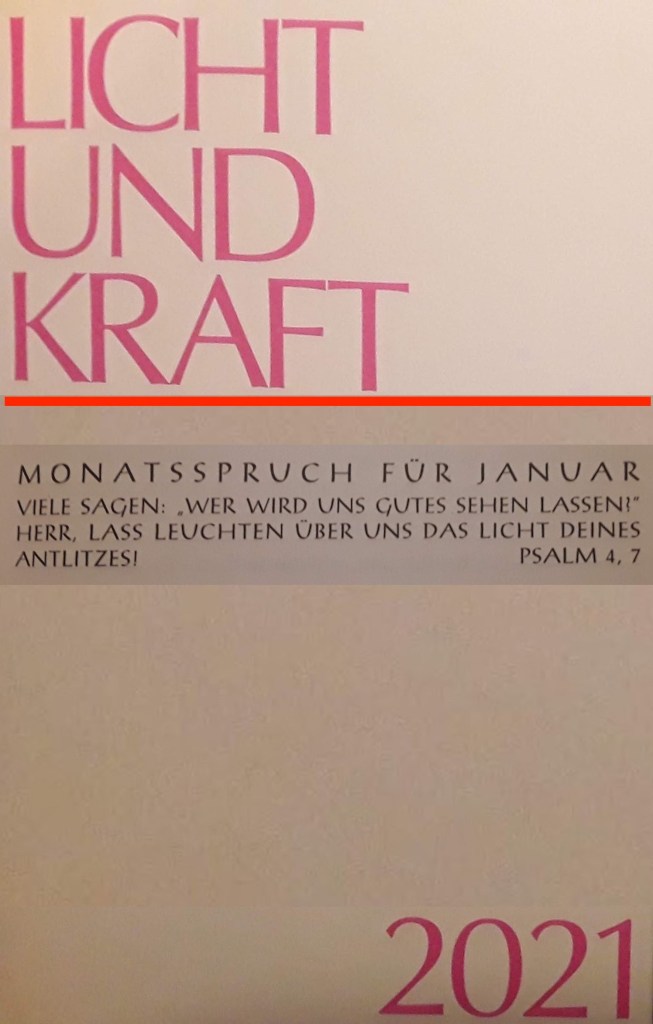 LICHT
UND
KRAFT
MONATSSPRUCH FÜR JANUAR
VIELE SAGEN: „WER WIRD UNS GUTES SEHEN LASSEN?“
HERR, LASS LEUCHTEN ÜBER UNS DAS LICHT DEINES
ANTLITZES! PSALM 4, 7
2021